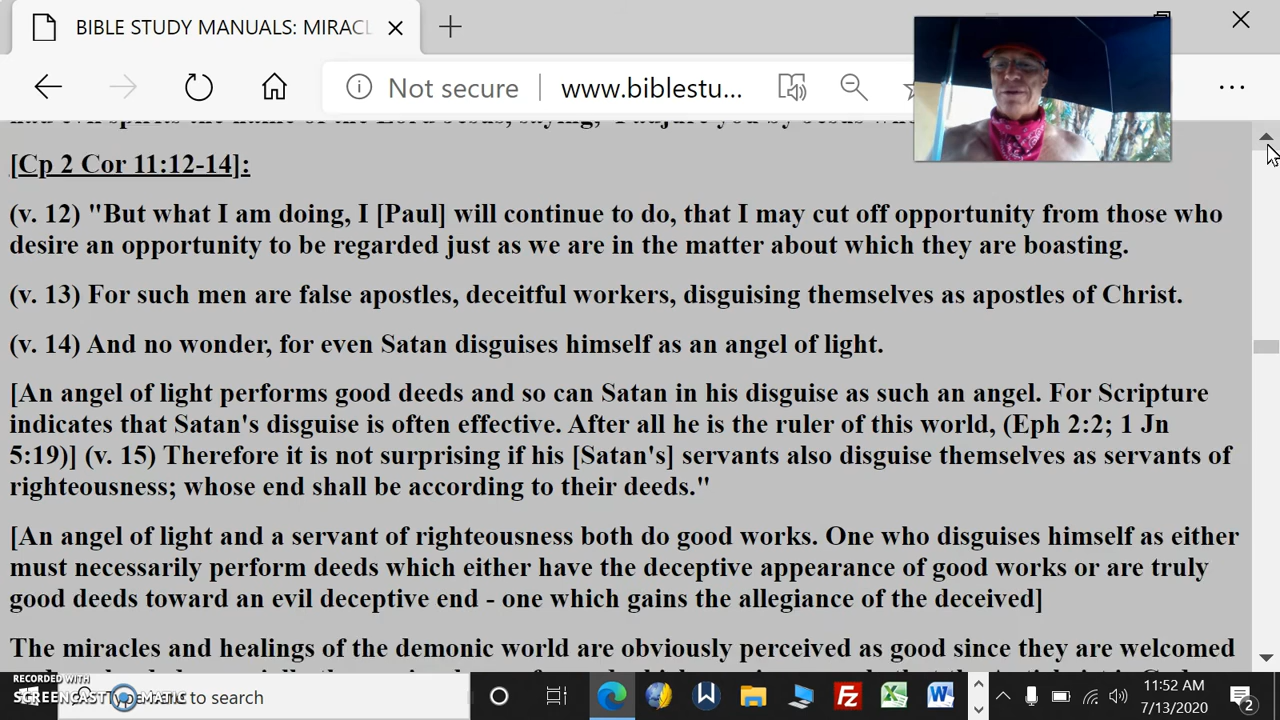 BIBLE STUDY MANUALS: MIRACL
Not secure
www.biblestu...
[Cp 2 Cor 11:12-14]:
(v. 12) "But what I am doing, I [Paul] will continue to do, that I may cut off opportunity from those who
desire an opportunity to be regarded just as we are in the matter about which they are boasting.
(v. 13) For such men are false apostles, deceitful workers, disguising themselves as apostles of Christ.
(v. 14) And no wonder, for even Satan disguises himself as an angel of light.
[An angel of light performs good deeds and so can Satan in his disguise as such an angel. For Scripture
indicates that Satan's disguise is often effective. After all he is the ruler of this world, (Eph 2:2; 1 Jn
5:19)] (v. 15) Therefore it is not surprising if his [Satan's] servants also disguise themselves as servants of
righteousness; whose end shall be according to their deeds."
[An angel of light and a servant of righteousness both do good works. One who disguises himself as either
must necessarily perform deeds which either have the deceptive appearance of good works or are truly
good deeds toward an evil deceptive end - one which gains the allegiance of the deceived]
The miracles and healings of the demonic world are obviously perceived as good since they are welcomed
RECORDED WITH
SCREENCAST MATIC
to search
11:52 AM
7/13/2020
2